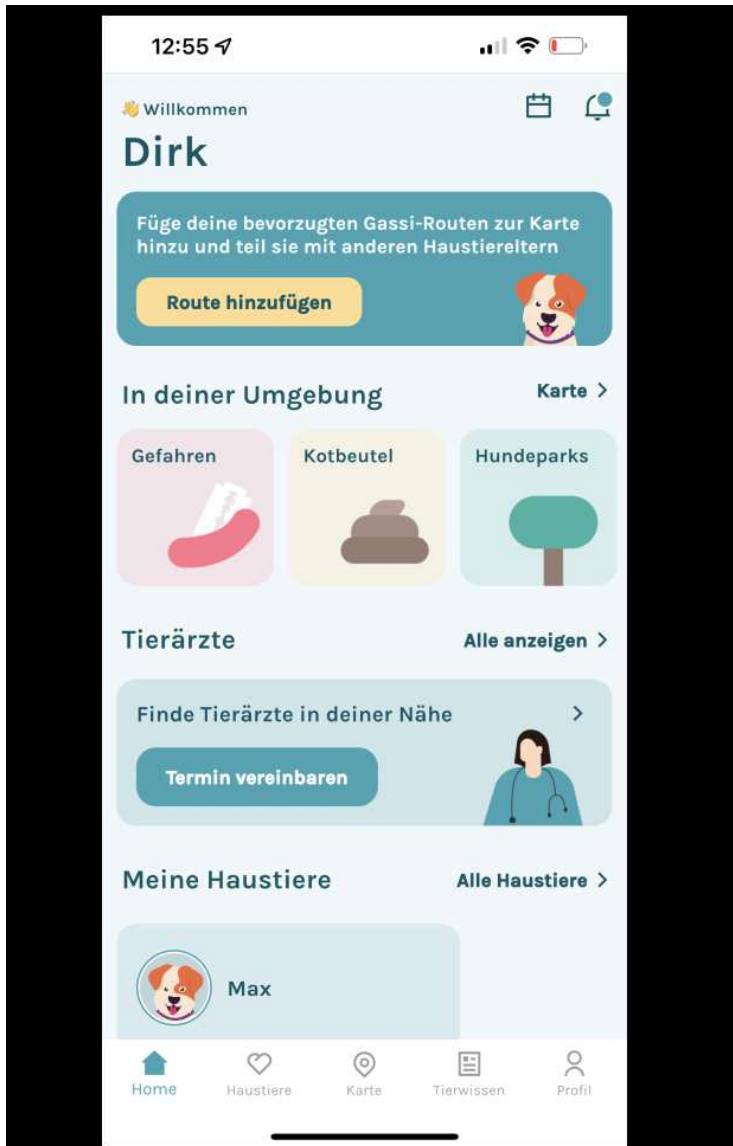 12:55
Willkommen
Dirk
Füge deine bevorzugten Gassi-Routen zur Karte
hinzu und teil sie mit anderen Haustiereltern
Route hinzufügen
In deiner Umgebung
Karte >
Gefahren
Kotbeutel
Hundeparks
Tierärzte
Alle anzeigen >
Finde Tierärzte in deiner Nähe >
Termin vereinbaren
Meine Haustiere
Alle Haustiere >
Max
Home
Haustiere
Karte
Tierwissen
Profil